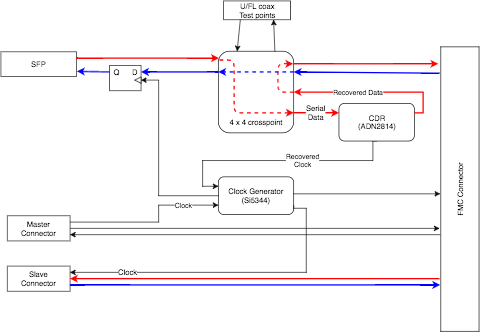 U/FL coax
Test points
SFP
Q D
4 x 4 crosspoint
Recovered Data
Serial
Data
CDR
(ADN2814)
Recovered
Clock
Clock Generator
(Si5344)
Clock
Master
Connector
Clock
Slave
Connector
FMC Connector